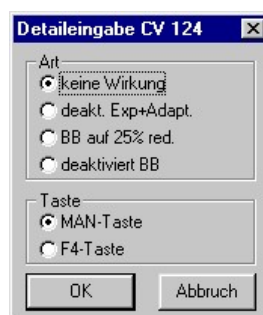 Detaileingabe CV 124
Art
keine Wirkung
deakt. Exp+Adapt.
BB auf 25% red.
deaktiviert BB
Taste
MAN-Taste
F4-Taste
OK Abbruch